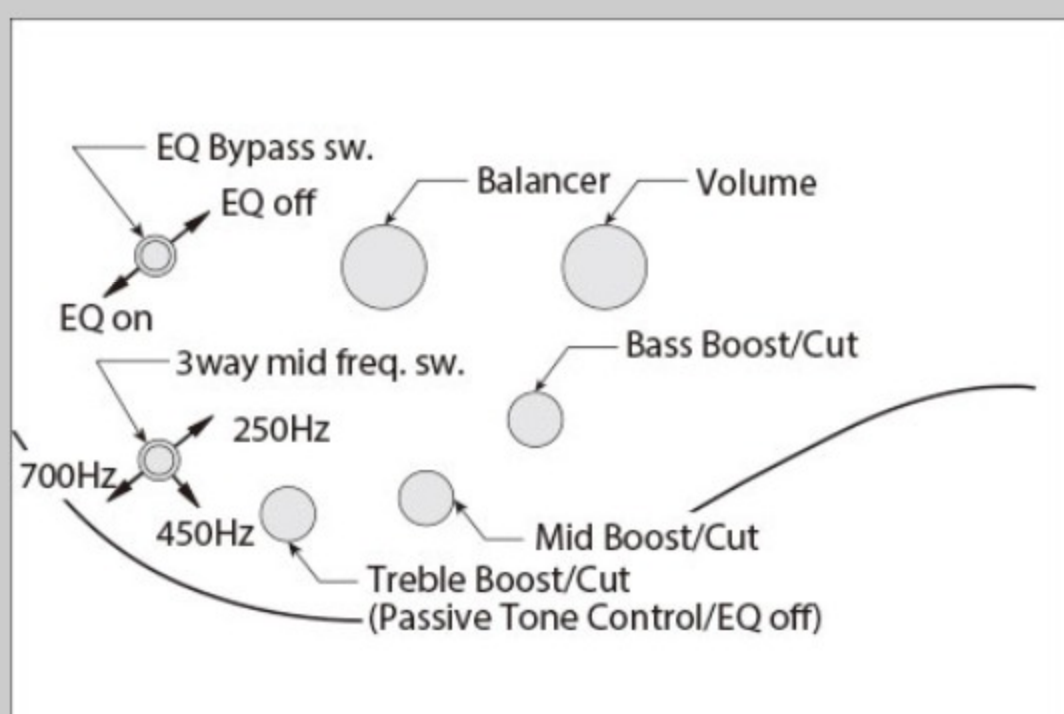 EQ Bypass sw.
EQ off
EQ on
Balancer
Volume
3way mid freq. sw.
250Hz
700Hz
450Hz
Bass Boost/Cut
Mid Boost/Cut
Treble Boost/Cut
(Passive Tone Control/EQ off)